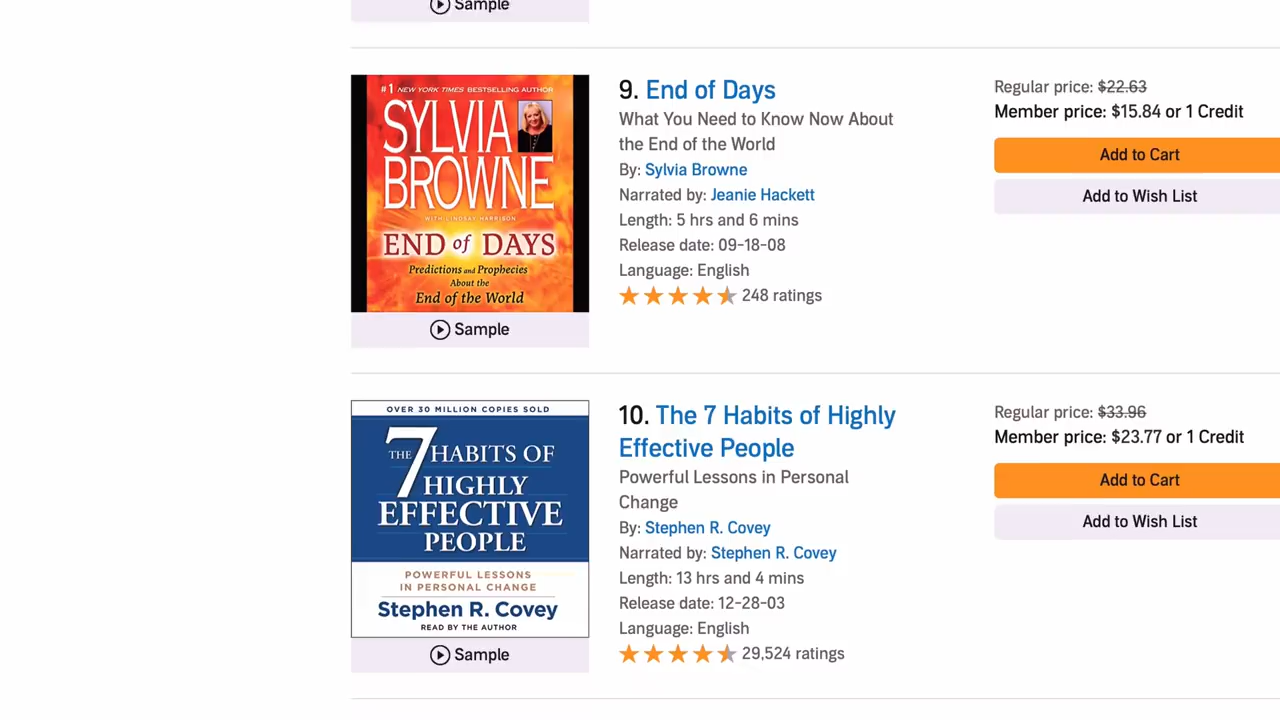 Sample
#1 NEW YORK TIMES BESTSELLING AUTHOR
SYLVIA
BROWNE
WITH LINDSAY HARRISON
END of DAYS
Predictions and Prophecies
About the
End of the World
Sample
9. End of Days
What You Need to Know Now About
the End of the World
By: Sylvia Browne
Narrated by: Jeanie Hackett
Length: 5 hrs and 6 mins
Release date: 09-18-08
Language: English
248 ratings
Regular price: $22.63
Member price: $15.84 or 1 Credit
Add to Cart
Add to Wish List
OVER 30 MILLION COPIES SOLD
THE 7 HABITS OF
HIGHLY
EFFECTIVE
PEOPLE
POWERFUL LESSONS
IN PERSONAL CHANGE
Stephen R. Covey
READ BY THE AUTHOR
Sample
10. The 7 Habits of Highly
Effective People
Powerful Lessons in Personal
Change
By: Stephen R. Covey
Narrated by: Stephen R. Covey
Length: 13 hrs and 4 mins
Release date: 12-28-03
Language: English
29,524 ratings
Regular price: $33.96
Member price: $23.77 or 1 Credit
Add to Cart
Add to Wish List